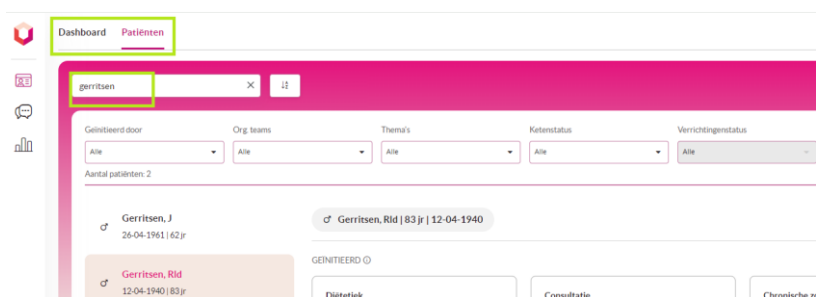 Dashboard Patiënten
gerritsen
Geïnitieerd door Org. teams Thema's Ketenstatus Verrichtingenstatus
Alle Alle Alle Alle Alle
Aantal patiënten: 2
Gerritsen, J
26-04-1961 | 62 jr
Gerritsen, Rld | 83 jr | 12-04-1940
GEÏNITIEERD
Gerritsen, Rld
12-04-1940 | 83 jr
Diëtetiek Consultatie Chronische zo